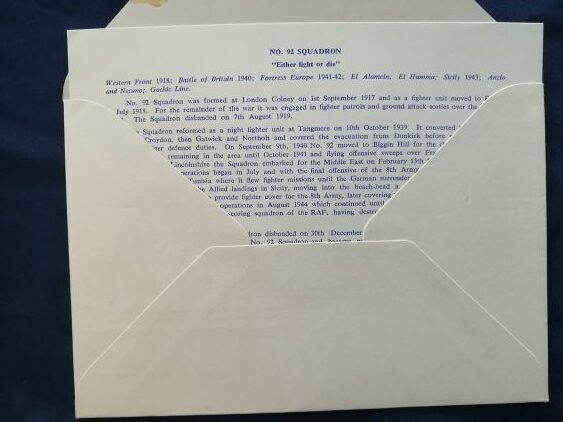 NO. 92 SQUADRON
"Either fight or die"
Western Front 1918; Battle of Britain 1940; Fortress Europe 1941-42; El Alamein; El Hamma; Sicily 1943; Anzio
and Nettuno; Gothic Line.
No. 92 Squadron was formed at London Colney on 1st September 1917 and as a fighter unit moved to
July 1918. For the remainder of the war it was engaged in fighter patrols and ground attack sorties over the
The Squadron disbanded on 7th August 1919.
Squadron reformed as a night fighter unit at Tangmere on 10th October 1939. It converted
Croydon, then Gatwick and Northolt and covered the evacuation from Dunkirk before
defence duties. On September 9th, 1940 No. 92 moved to Biggin Hill for the
remaining in the area until October 1941 and flying offensive sweeps over
the Squadron embarked for the Middle East on February 13th
operations began in July and with the final offensive of the 8th Army
where it flew fighter missions until the German surrender
the Allied landings in Sicily, moving into the beach-head
provide fighter cover for the 8th Army, later covering
operations in August 1944 which continued until
scoring squadron of the RAF, having
disbanded on 30th December
No. 92 Squadron and